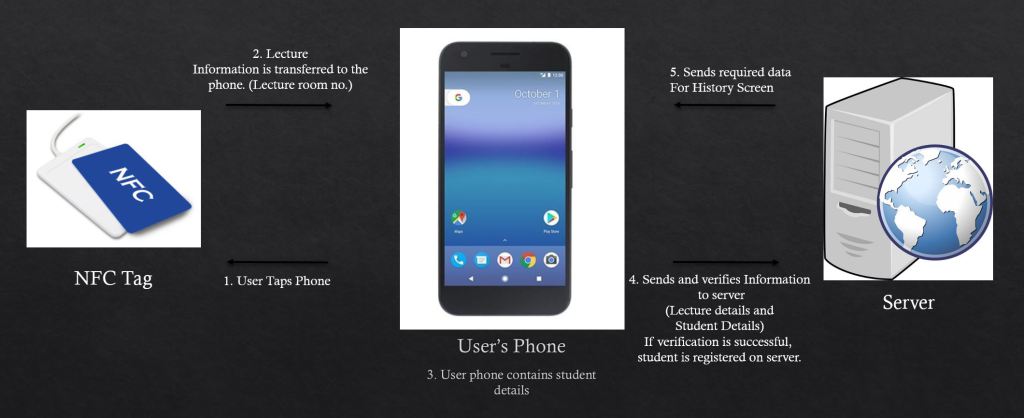 2. Lecture
Information is transferred to the
phone. (Lecture room no.)
NFC
NFC Tag
1. User Taps Phone
October 1
G
Play Store
User's Phone
3. User phone contains student
details
5. Sends required data
For History Screen
4. Sends and verifies Information
to server
(Lecture details and
Student Details)
If verification is successful,
student is registered on server.
Server